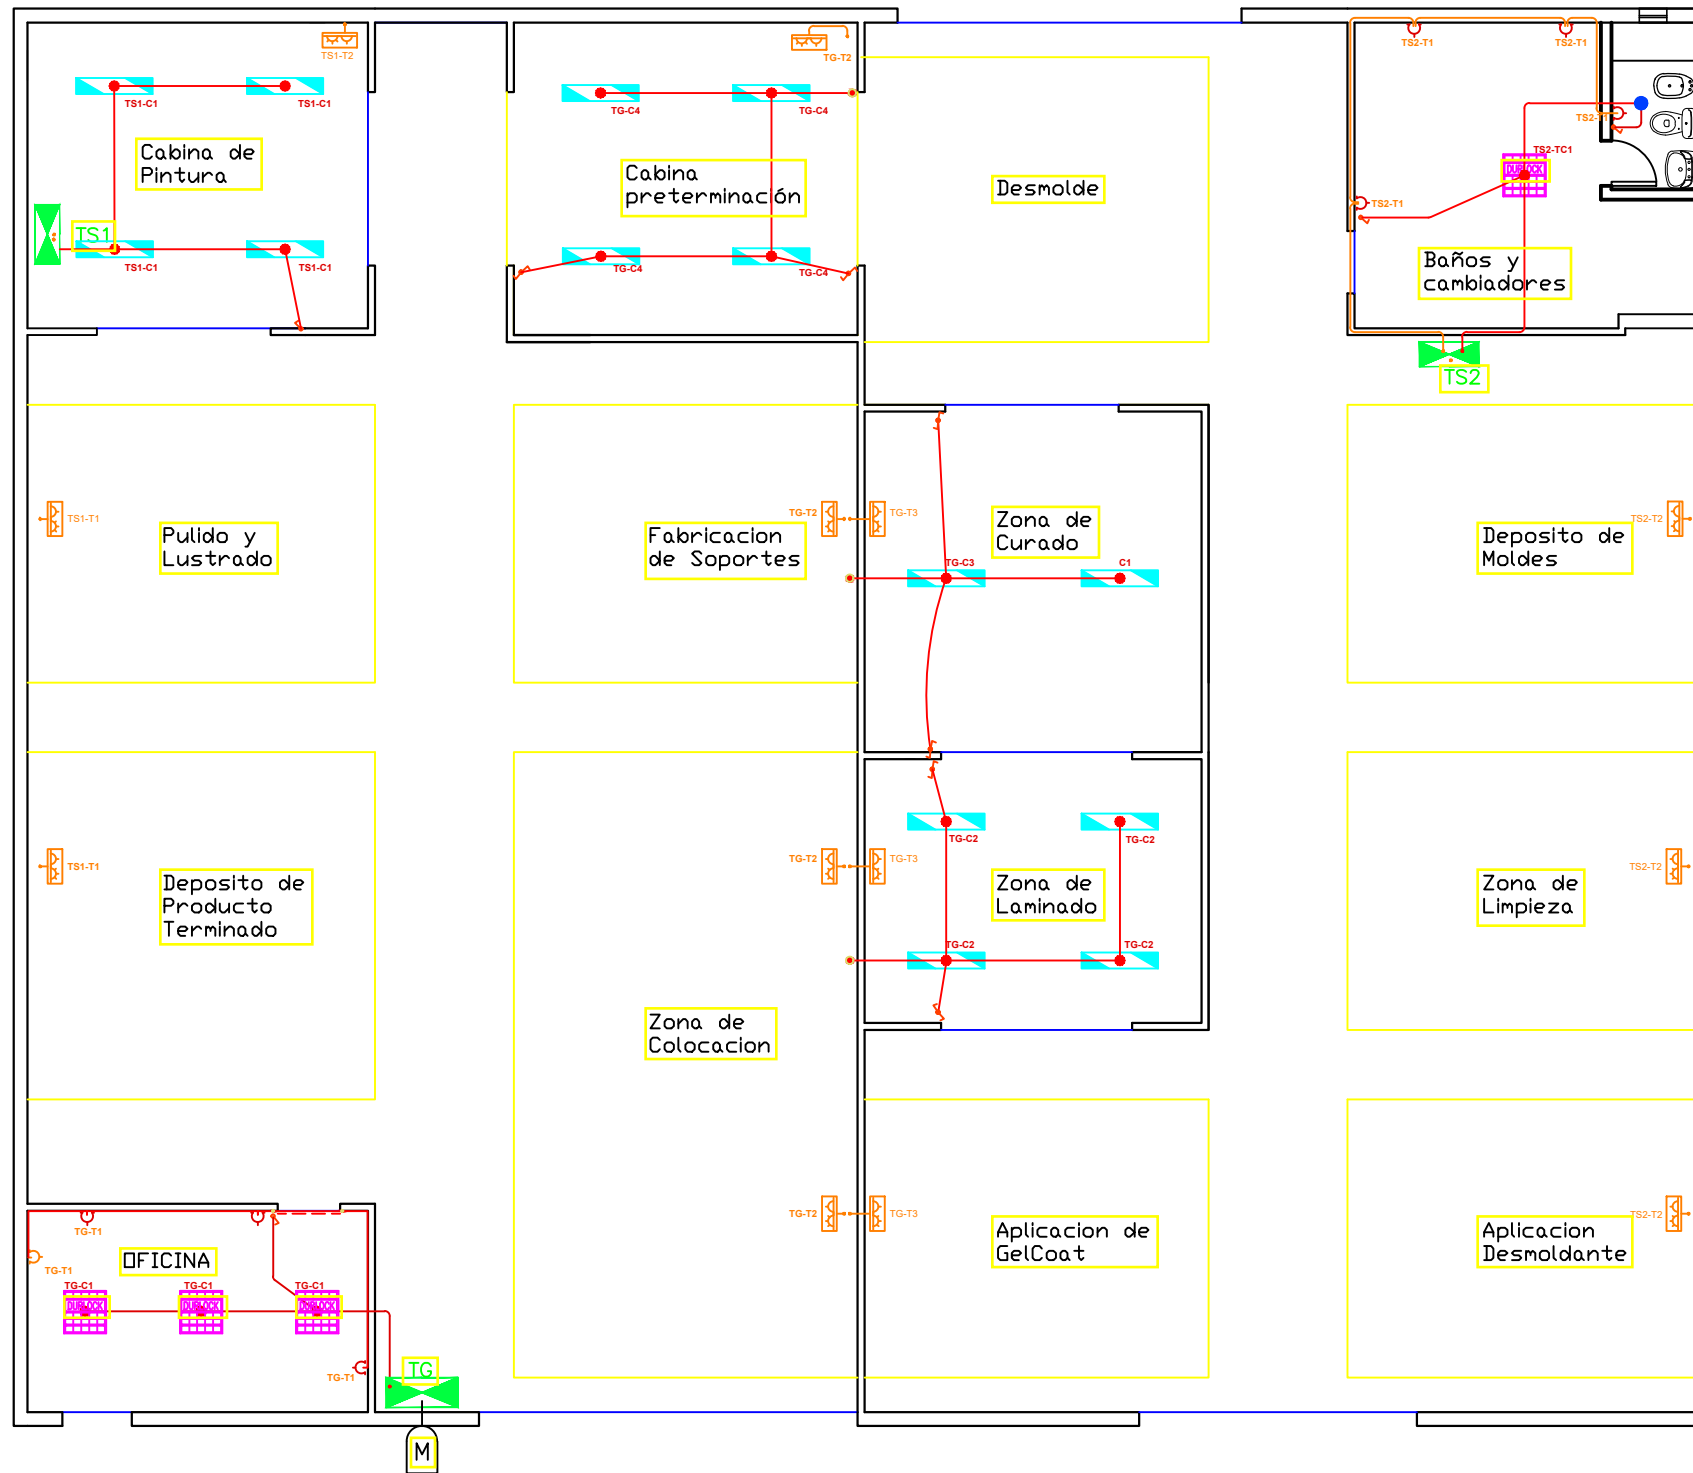 TS1-T2
TG-T2
TS2-T1
TS2-T1
TS1-C1
TS1-C1
TG-C4
TG-C4
TS2-T1
Cabina de
Pintura
Cabina
preterminación
Desmolde
TS2-TC1
DURLOCK
TS2-T1
TS1
TS1-C1
TS1-C1
TG-C4
TG-C4
Baños y
cambiadores
TS2
TS1-T1
Pulido y
Lustrado
Fabricacion
de Soportes
TG-T2
TG-T3
Zona de
Curado
Deposito de
Moldes
TS2-T2
TG-C3
C1
TG-C2
TG-C2
TS1-T1
Deposito de
Producto
Terminado
TG-T2
TG-T3
Zona de
Laminado
Zona de
Limpieza
TS2-T2
TG-C2
TG-C2
Zona de
Colocacion
TG-T2
TG-T3
Aplicacion de
GelCoat
Aplicacion
Desmoldante
TS2-T2
TG-T1
TG-T1
OFICINA
TG-C1
TG-C1
TG-C1
DURLOCK
DURLOCK
DURLOCK
TG-T1
TG
M